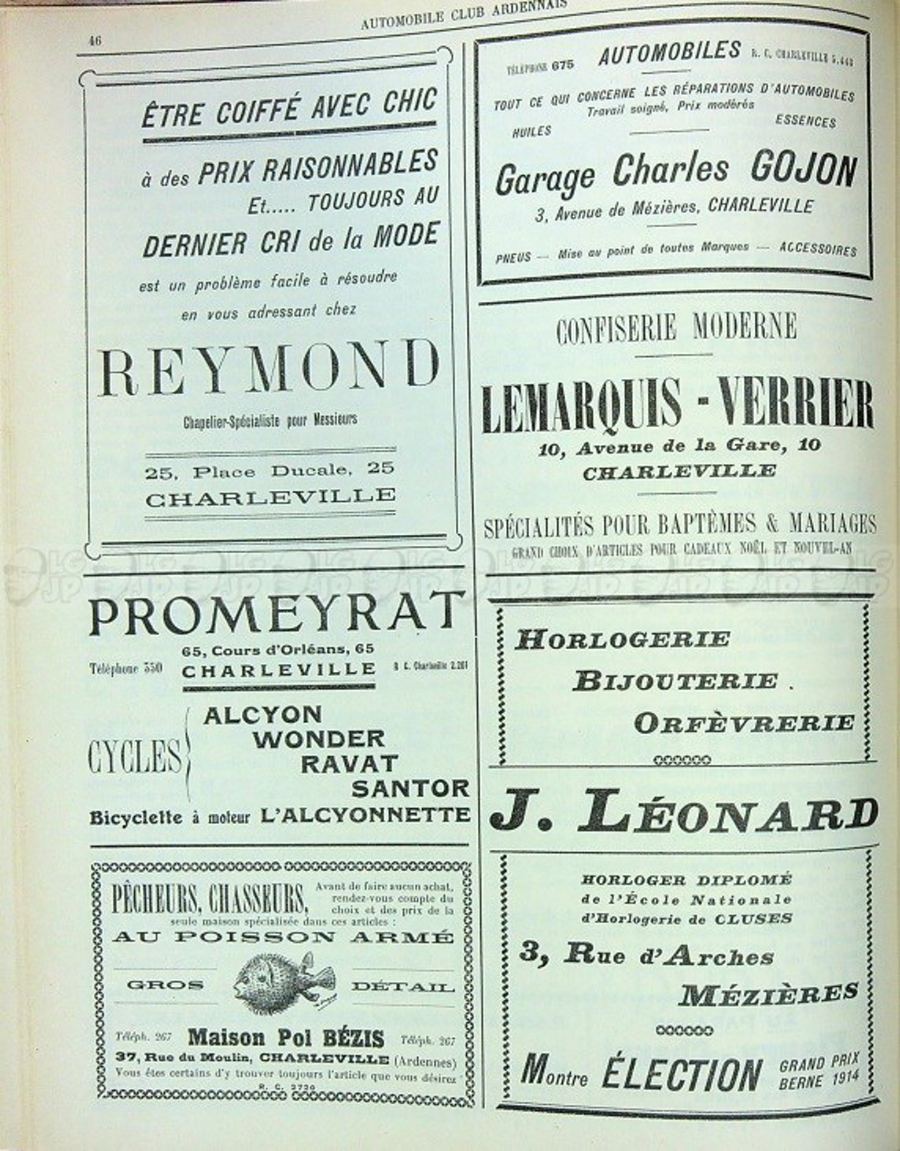 46
AUTOMOBILE CLUB ARDENNAIS
ÊTRE COIFFÉ AVEC CHIC
à des PRIX RAISONNABLES
Et..... TOUJOURS AU
DERNIER CRI de la MODE
est un problème facile à résoudre
en vous adressant chez
REYMOND
Chapelier-Spécialiste pour Messieurs
25, Place Ducale, 25
CHARLEVILLE
PROMEYRAT
65, Cours d'Orléans, 65
Téléphone 350 CHARLEVILLE R C. Charleville 2.261
CYCLES
ALCYON
WONDER
RAVAT
SANTOR
Bicyclette à moteur L'ALCYONNETTE
PÊCHEURS, CHASSEURS,
Avant de faire aucun achat,
rendez-vous compte du
choix et des prix de la
seule maison spécialisée dans ces articles :
AU POISSON ARMÉ
GROS DÉTAIL
Téléph. 267 Maison Pol BÉZIS Téléph. 267
37, Rue du Moulin, CHARLEVILLE (Ardennes)
Vous êtes certains d'y trouver toujours l'article que vous désirez
R. C. 2720
TÉLÉPHONE 675 AUTOMOBILES R. C. CHARLEVILLE 5.443
TOUT CE QUI CONCERNE LES RÉPARATIONS D'AUTOMOBILES
Travail soigné, Prix modérés
HUILES ESSENCES
Garage Charles GOJON
3, Avenue de Mézières, CHARLEVILLE
PNEUS — Mise au point de toutes Marques — ACCESSOIRES
CONFISERIE MODERNE
LEMARQUIS - VERRIER
10, Avenue de la Gare, 10
CHARLEVILLE
SPÉCIALITÉS POUR BAPTÊMES & MARIAGES
GRAND CHOIX D'ARTICLES POUR CADEAUX NOËL ET NOUVEL-AN
HORLOGERIE
BIJOUTERIE .
ORFÈVRERIE
J. LÉONARD
HORLOGER DIPLOMÉ
de l'École Nationale
d'Horlogerie de CLUSES
3, Rue d'Arches
MÉZIÈRES
Montre ÉLECTION GRAND PRIX
BERNE 1914